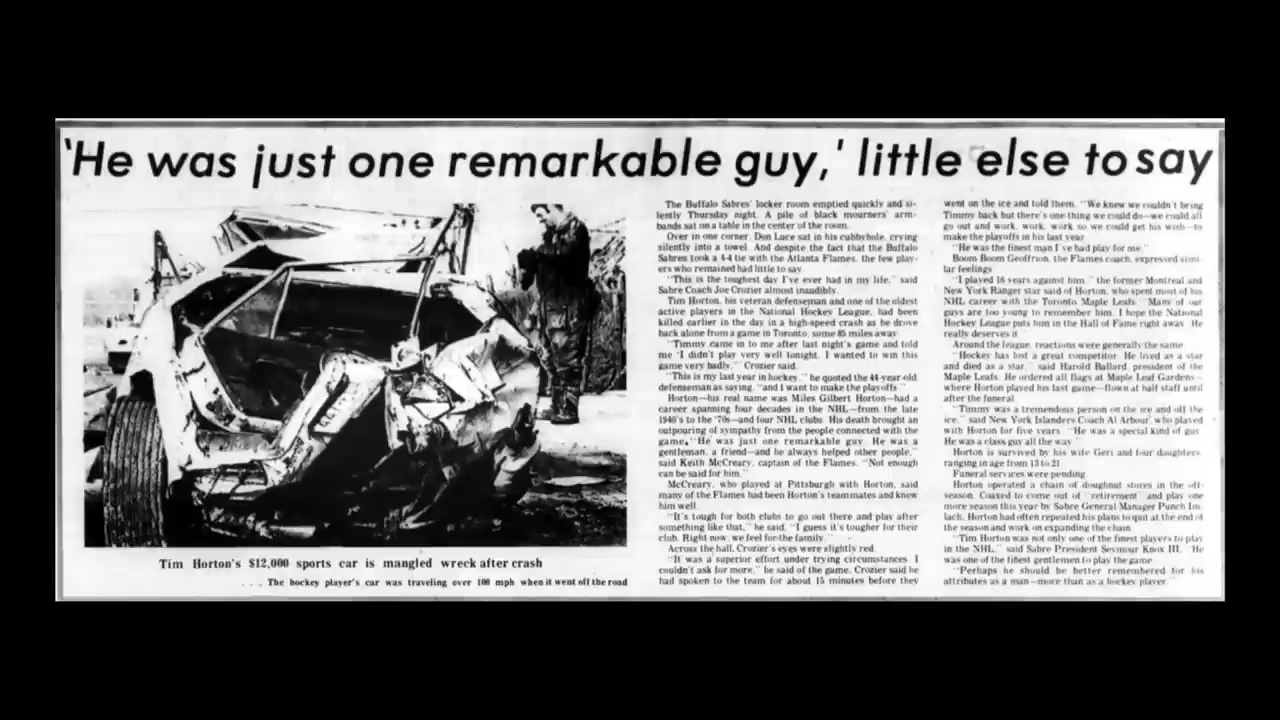 'He was just one remarkable guy,' little else to say
Tim Horton's $12,000 sports car is mangled wreck after crash
. . . The hockey player's car was traveling over 100 mph when it went off the road
The Buffalo Sabres' locker room emptied quickly and si-
lently Thursday night. A pile of black mourners' arm-
bands sat on a table in the center of the room.
Over in one corner, Don Luce sat in his cubbyhole, crying
silently into a towel. And despite the fact that the Buffalo
Sabres took a 4-4 tie with the Atlanta Flames, the few play-
ers who remained had little to say.
"This is the toughest day I've ever had in my life," said
Sabre Coach Joe Crozier almost inaudibly.
Tim Horton, his veteran defenseman and one of the oldest
active players in the National Hockey League, had been
killed earlier in the day in a high-speed crash as he drove
back alone from a game in Toronto, some 85 miles away.
"Timmy came in to me after last night's game and told
me 'I didn't play very well tonight. I wanted to win this
game very badly,'" Crozier said.
"This is my last year in hockey," he quoted the 44-year-old
defenseman as saying, "and I want to make the playoffs"
Horton—his real name was Miles Gilbert Horton—had a
career spanning four decades in the NHL—from the late
1940's to the '70s—and four NHL clubs. His death brought an
outpouring of sympathy from the people connected with the
game. "He was just one remarkable guy. He was a
gentleman, a friend—and he always helped other people,"
said Keith McCreary, captain of the Flames. "Not enough
can be said for him."
McCreary, who played at Pittsburgh with Horton, said
many of the Flames had been Horton's teammates and knew
him well.
"It's tough for both clubs to go out there and play after
something like that," he said. "I guess it's tougher for their
club. Right now, we feel for the family."
Across the hall, Crozier's eyes were slightly red.
"It was a superior effort under trying circumstances. I
couldn't ask for more," he said of the game. Crozier said he
had spoken to the team for about 15 minutes before they
went on the ice and told them, "We knew we couldn't bring
Timmy back but there's one thing we could do—we could all
go out and work, work, work so we could get his wish—to
make the playoffs in his last year.
"He was the finest man I've had play for me."
Boom Boom Geoffrion, the Flames coach, expressed simi-
lar feelings.
"I played 16 years against him," the former Montreal and
New York Ranger star said of Horton, who spent most of his
NHL career with the Toronto Maple Leafs. "Many of our
guys are too young to remember him. I hope the National
Hockey League puts him in the Hall of Fame right away. He
really deserves it."
Around the league, reactions were generally the same.
"Hockey has lost a great competitor. He lived as a star
and died as a star," said Harold Ballard, president of the
Maple Leafs. He ordered all flags at Maple Leaf Gardens—
where Horton played his last game—flown at half staff until
after the funeral.
"Timmy was a tremendous person on the ice and off the
ice," said New York Islanders Coach Al Arbour, who played
with Horton for five years. "He was a special kind of guy.
He was a class guy all the way."
Horton is survived by his wife Geri and four daughters,
ranging in age from 13 to 21.
Funeral services were pending.
Horton operated a chain of doughnut stores in the off-
season. Coaxed to come out of "retirement" and play one
more season this year by Sabre General Manager Punch Im-
lach, Horton had often repeated his plans to quit at the end of
the season and work on expanding the chain.
"Tim Horton was not only one of the finest players to play
in the NHL," said Sabre President Seymour Knox III. "He
was one of the finest gentlemen to play the game.
"Perhaps he should be better remembered for his
attributes as a man—more than as a hockey player."